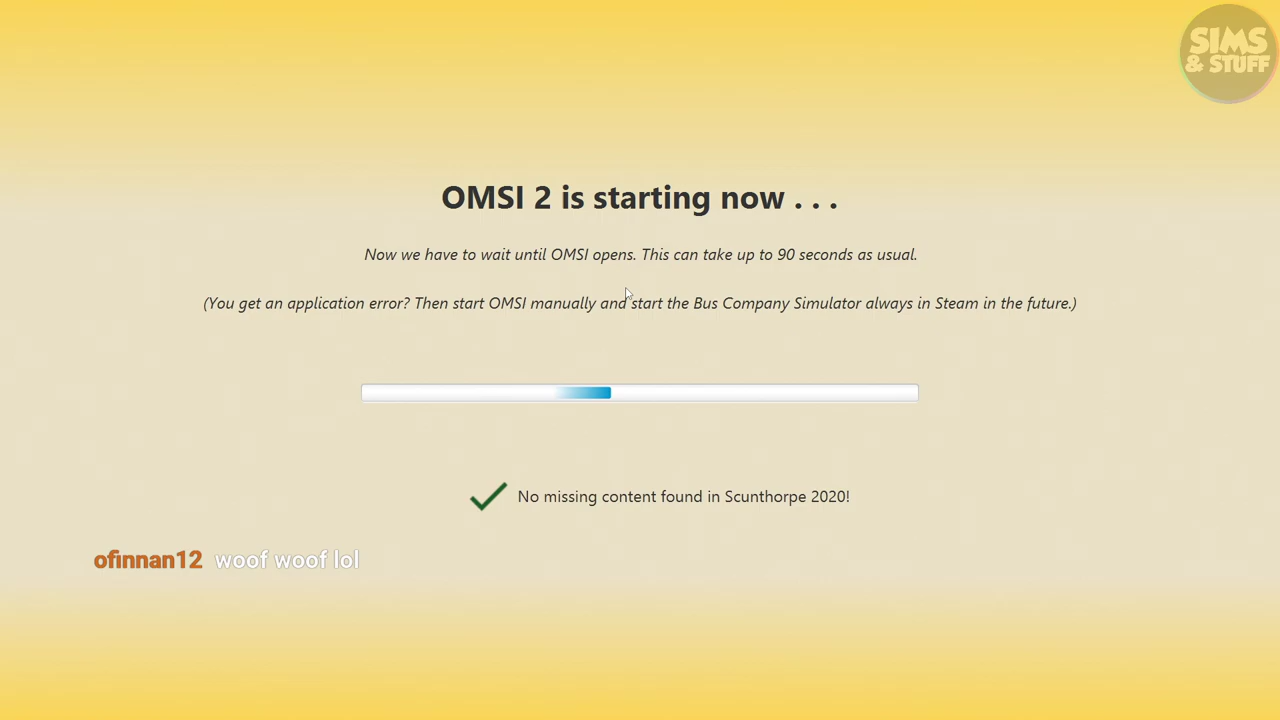 SIMS
& STUFF
OMSI 2 is starting now . . .
Now we have to wait until OMSI opens. This can take up to 90 seconds as usual.
(You get an application error? Then start OMSI manually and start the Bus Company Simulator always in Steam in the future.)
No missing content found in Scunthorpe 2020!
ofinnan12 woof woof lol